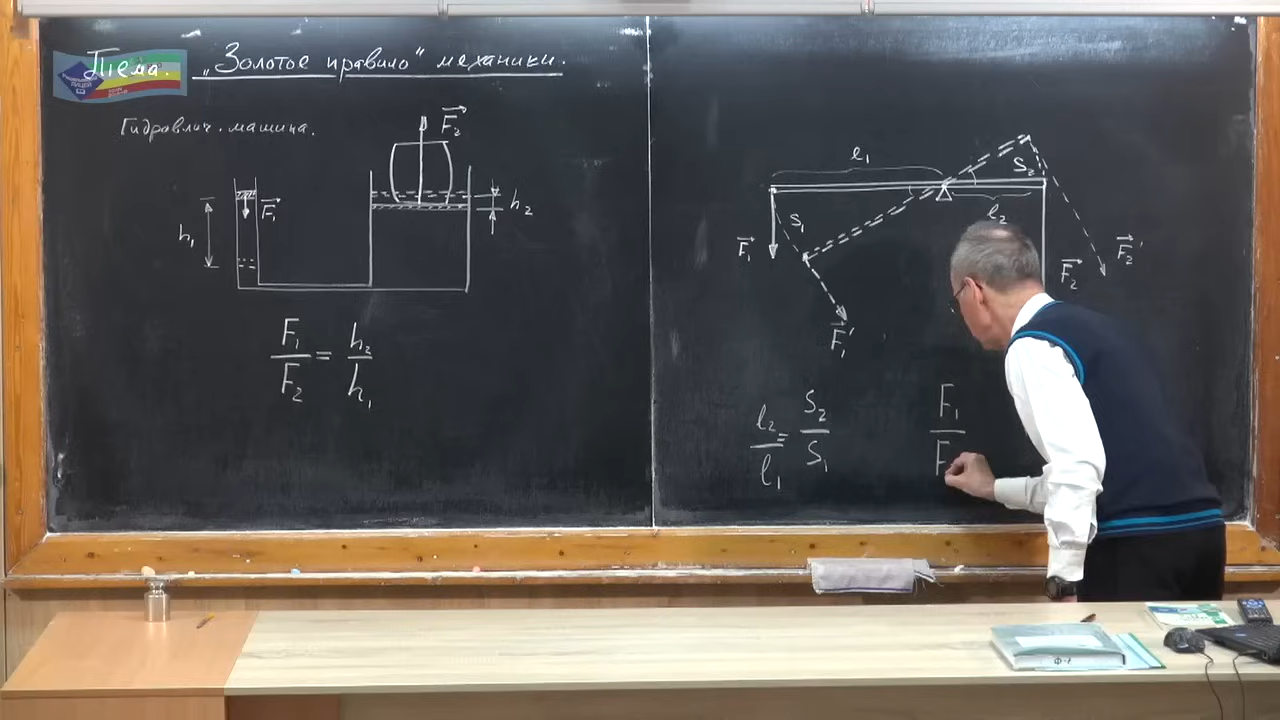 Тема. „Золотое правило" механики.
Гидравлич. машина.
F₂
F₁
h₁
h₂
F₁/F₂ = h₂/h₁
l₁
S₂
l₂
S₁
F₁
F₂
F₂'
F₁'
l₂/l₁ = S₂/S₁
F₁/F